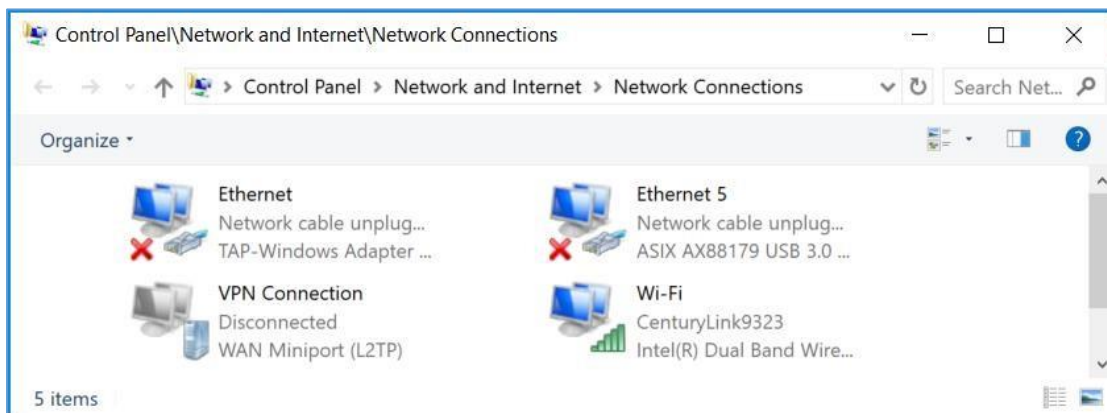 Control Panel\Network and Internet\Network Connections
Control Panel > Network and Internet > Network Connections
Search Net...
Organize
Ethernet
Network cable unplug...
TAP-Windows Adapter ...
Ethernet 5
Network cable unplug...
ASIX AX88179 USB 3.0 ...
VPN Connection
Disconnected
WAN Miniport (L2TP)
Wi-Fi
CenturyLink9323
Intel(R) Dual Band Wire...
5 items